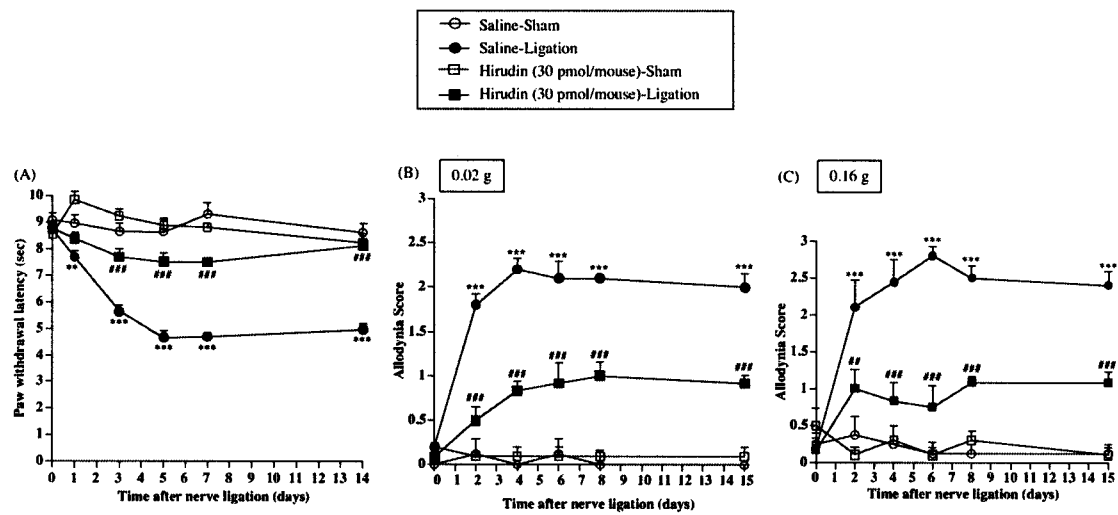 Saline-Sham
Saline-Ligation
Hirudin (30 pmol/mouse)-Sham
Hirudin (30 pmol/mouse)-Ligation
(A)
Paw withdrawal latency (sec)
10
9
8
7
6
5
4
3
2
1
0
** ### ### ### ###
*** *** *** ***
0 1 2 3 4 5 6 7 8 9 10 11 12 13 14
Time after nerve ligation (days)
(B) 0.02 g
Allodynia Score
3
2.5
2
1.5
1
0.5
0
*** *** *** *** ***
### ### ### ### ###
0 1 2 3 4 5 6 7 8 9 10 11 12 13 14 15
Time after nerve ligation (days)
(C) 0.16 g
Allodynia Score
3
2.5
2
1.5
1
0.5
0
*** *** *** *** ***
## ### ### ### ###
0 1 2 3 4 5 6 7 8 9 10 11 12 13 14 15
Time after nerve ligation (days)